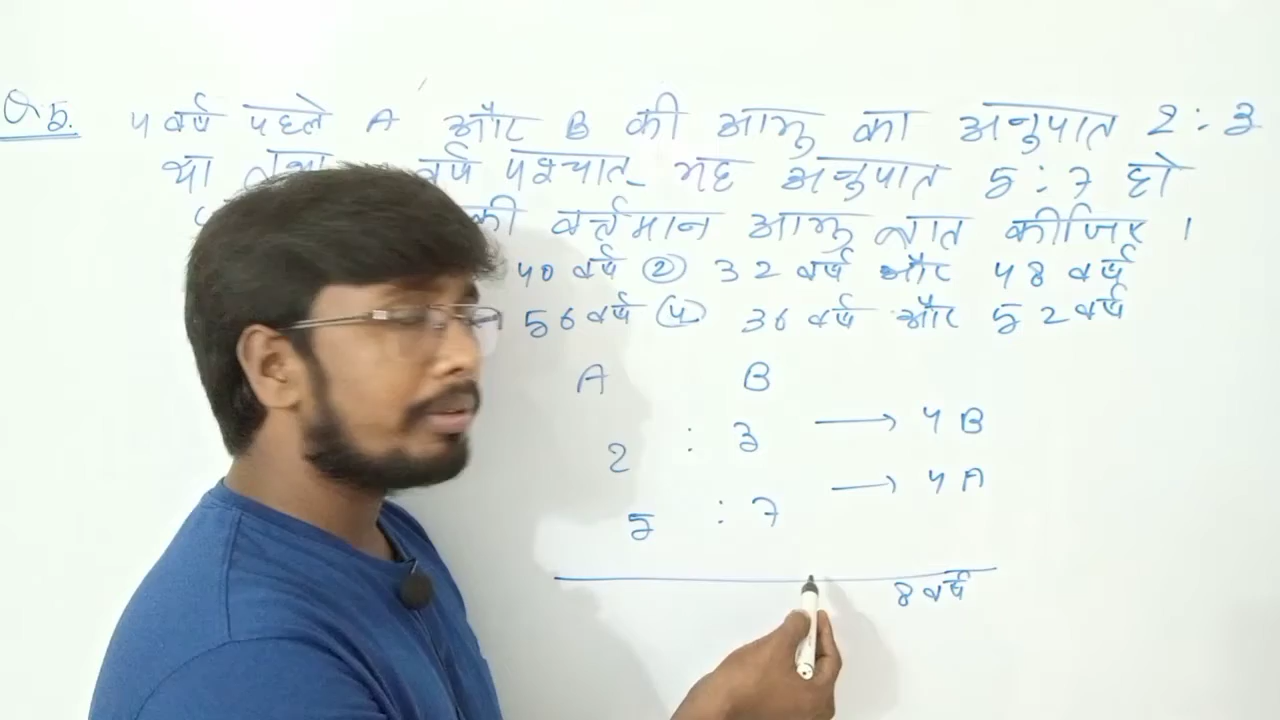 Q 5. 4 वर्ष पहले A और B की आयु का अनुपात 2 : 3
था तथा वर्ष पश्चात यह अनुपात 5 : 7 हो
की वर्त्तमान आयु ज्ञात कीजिए ।
40 वर्ष (2) 32 वर्ष और 48 वर्ष
56 वर्ष (4) 36 वर्ष और 52 वर्ष
A B
2 : 3 → 4 B
5 : 7 → 4 A
8 वर्ष